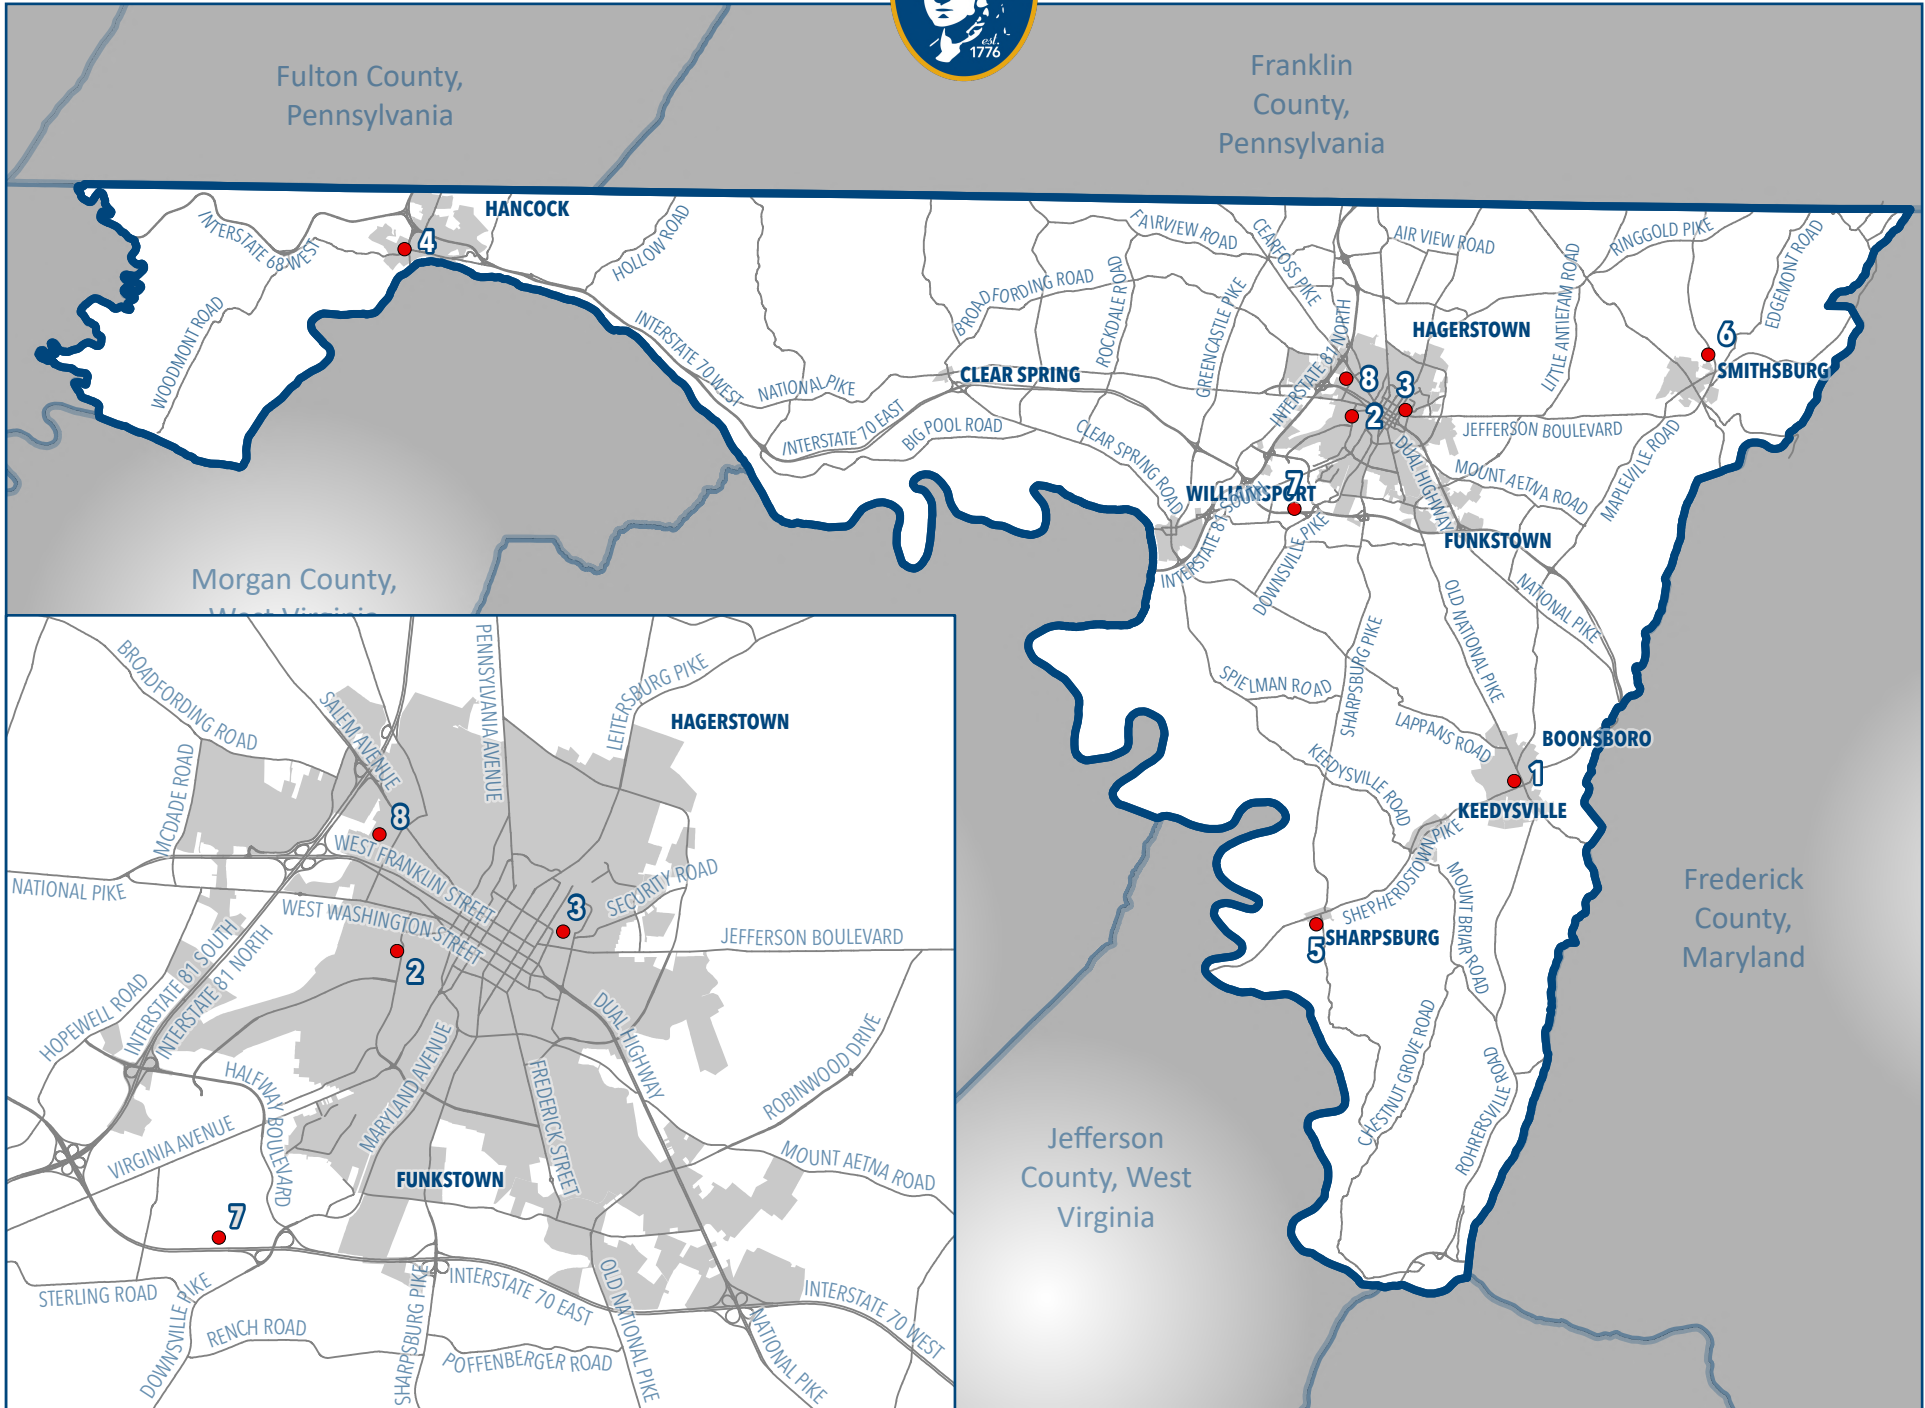 est.
1776
Fulton County,
Pennsylvania
Franklin
County,
Pennsylvania
HANCOCK
4
INTERSTATE 68 WEST
WOODMONT ROAD
HOLLOW ROAD
INTERSTATE 70 WEST
NATIONAL PIKE
INTERSTATE 70 EAST
BIG POOL ROAD
CLEAR SPRING
BROADFORDING ROAD
ROCKDALE ROAD
FAIRVIEW ROAD
CEARFOSS PIKE
GREENCASTLE PIKE
AIR VIEW ROAD
LITTLE ANTIETAM ROAD
RINGGOLD PIKE
EDGEMONT ROAD
INTERSTATE 81 NORTH
HAGERSTOWN
6
SMITHSBURG
8
3
2
JEFFERSON BOULEVARD
MAPLEVILLE ROAD
MOUNT AETNA ROAD
DUAL HIGHWAY
CLEAR SPRING ROAD
WILLIAMSPORT
7
INTERSTATE 81 SOUTH
DOWNSVILLE PIKE
FUNKSTOWN
NATIONAL PIKE
OLD NATIONAL PIKE
SHARPSBURG PIKE
SPIELMAN ROAD
LAPPANS ROAD
BOONSBORO
1
KEEDYSVILLE
KEEDYSVILLE ROAD
SHEPHERDSTOWN PIKE
MOUNT BRIAR ROAD
5
SHARPSBURG
CHESTNUT GROVE ROAD
ROHRERSVILLE ROAD
Frederick
County,
Maryland
Jefferson
County, West
Virginia
Morgan County,
West Virginia
BROADFORDING ROAD
SALEM AVENUE
PENNSYLVANIA AVENUE
LEITERSBURG PIKE
HAGERSTOWN
MCDADE ROAD
8
WEST FRANKLIN STREET
NATIONAL PIKE
WEST WASHINGTON STREET
3
SECURITY ROAD
JEFFERSON BOULEVARD
2
HOPEWELL ROAD
INTERSTATE 81 SOUTH
INTERSTATE 81 NORTH
HALFWAY BOULEVARD
MARYLAND AVENUE
FREDERICK STREET
DUAL HIGHWAY
ROBINWOOD DRIVE
VIRGINIA AVENUE
FUNKSTOWN
MOUNT AETNA ROAD
7
STERLING ROAD
DOWNSVILLE PIKE
RENCH ROAD
SHARPSBURG PIKE
INTERSTATE 70 EAST
POFFENBERGER ROAD
OLD NATIONAL PIKE
NATIONAL PIKE
INTERSTATE 70 WEST